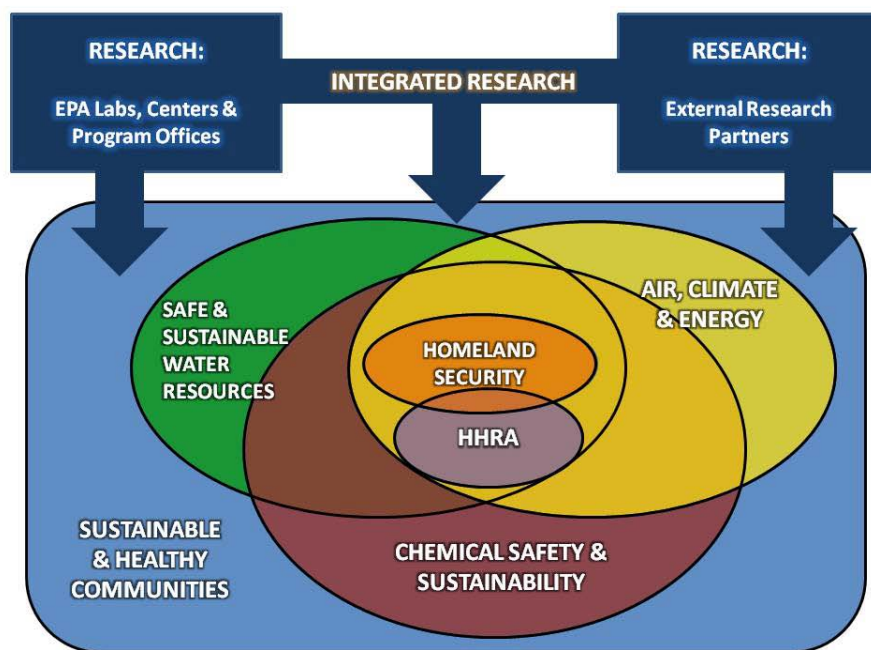 RESEARCH:
EPA Labs, Centers &
Program Offices
INTEGRATED RESEARCH
RESEARCH:
External Research
Partners
SAFE &
SUSTAINABLE
WATER
RESOURCES
AIR, CLIMATE
& ENERGY
HOMELAND
SECURITY
HHRA
SUSTAINABLE
& HEALTHY
COMMUNITIES
CHEMICAL SAFETY &
SUSTAINABILITY